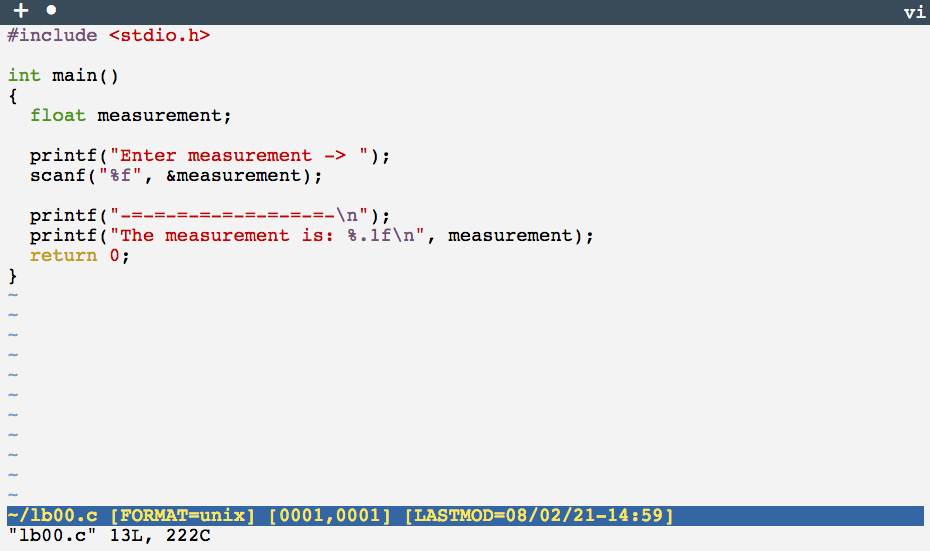 + • vi
#include <stdio.h>
int main()
{
float measurement;
printf("Enter measurement -> ");
scanf("%f", &measurement);
printf("-=-=-=-=-=-=-=-=-=-\n");
printf("The measurement is: %.1f\n", measurement);
return 0;
}
~
~
~
~
~
~
~
~
~
~
~
~/lb00.c [FORMAT=unix] [0001,0001] [LASTMOD=08/02/21-14:59]
"lb00.c" 13L, 222C